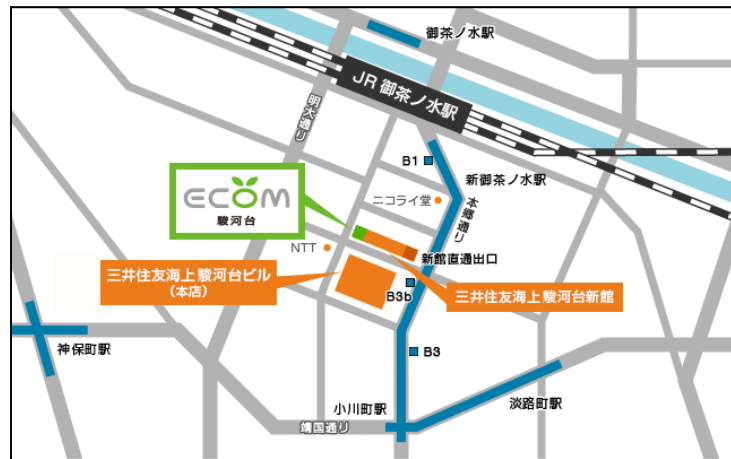 御茶ノ水駅
JR 御茶ノ水駅
明大通り
B1
新御茶ノ水駅
ECOM
駿河台
ニコライ堂
本郷通り
NTT
新館直通出口
三井住友海上 駿河台ビル
（本店）
B3b
三井住友海上 駿河台新館
神保町駅
B3
小川町駅
淡路町駅
靖国通り